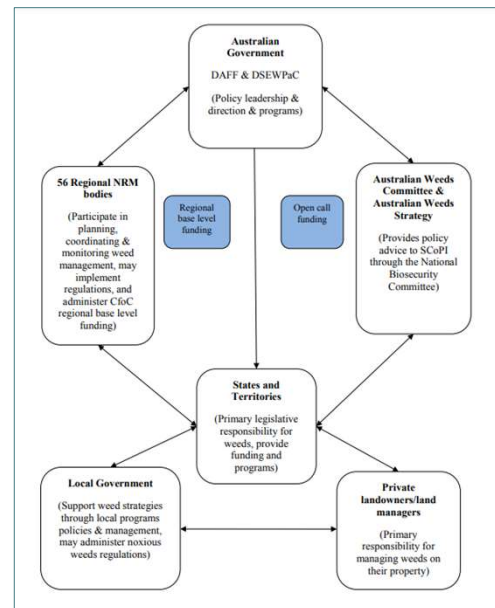 Australian
Government
DAFF & DSEWPaC
(Policy leadership &
direction & programs)
56 Regional NRM
bodies
(Participate in
planning,
coordinating &
monitoring weed
management, may
implement
regulations, and
administer CfoC
regional base level
funding)
Regional
base level
funding
Open call
funding
Australian Weeds
Committee &
Australian Weeds
Strategy
(Provides policy
advice to SCoPI
through the National
Biosecurity
Committee)
States and
Territories
(Primary legislative
responsibility for
weeds, provide
funding and
programs)
Local Government
(Support weed strategies
through local programs
policies & management,
may administer noxious
weeds regulations)
Private
landowners/land
managers
(Primary
responsibility for
managing weeds on
their property)